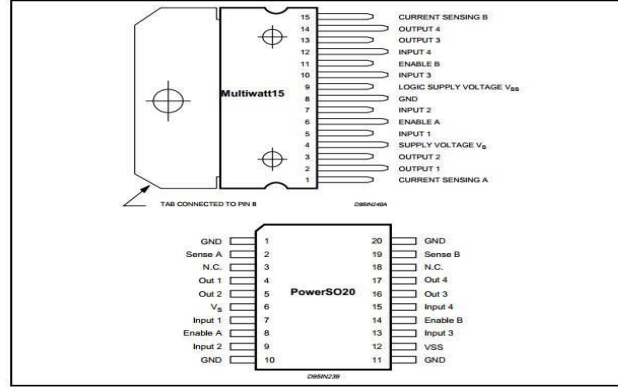 15 CURRENT SENSING B
14 OUTPUT 4
13 OUTPUT 3
12 INPUT 4
11 ENABLE B
10 INPUT 3
9 LOGIC SUPPLY VOLTAGE VSS
8 GND
7 INPUT 2
6 ENABLE A
5 INPUT 1
4 SUPPLY VOLTAGE VS
3 OUTPUT 2
2 OUTPUT 1
1 CURRENT SENSING A
Multiwatt15
TAB CONNECTED TO PIN 8
D95IN240A
GND 1 20 GND
Sense A 2 19 Sense B
N.C. 3 18 N.C.
Out 1 4 17 Out 4
Out 2 5 16 Out 3
VS 6 15 Input 4
Input 1 7 14 Enable B
Enable A 8 13 Input 3
Input 2 9 12 VSS
GND 10 11 GND
PowerSO20
D95IN239